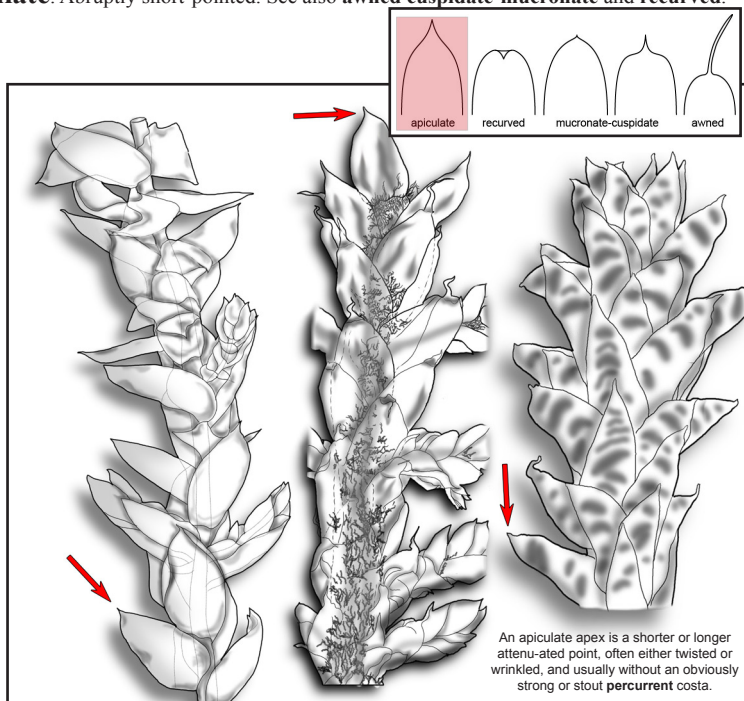 Abruptly short-pointed. See also awned cuspidate-mucronate and recurved.
apiculate recurved mucronate-cuspidate awned
An apiculate apex is a shorter or longer
attenu-ated point, often either twisted or
wrinkled, and usually without an obviously
strong or stout percurrent costa.